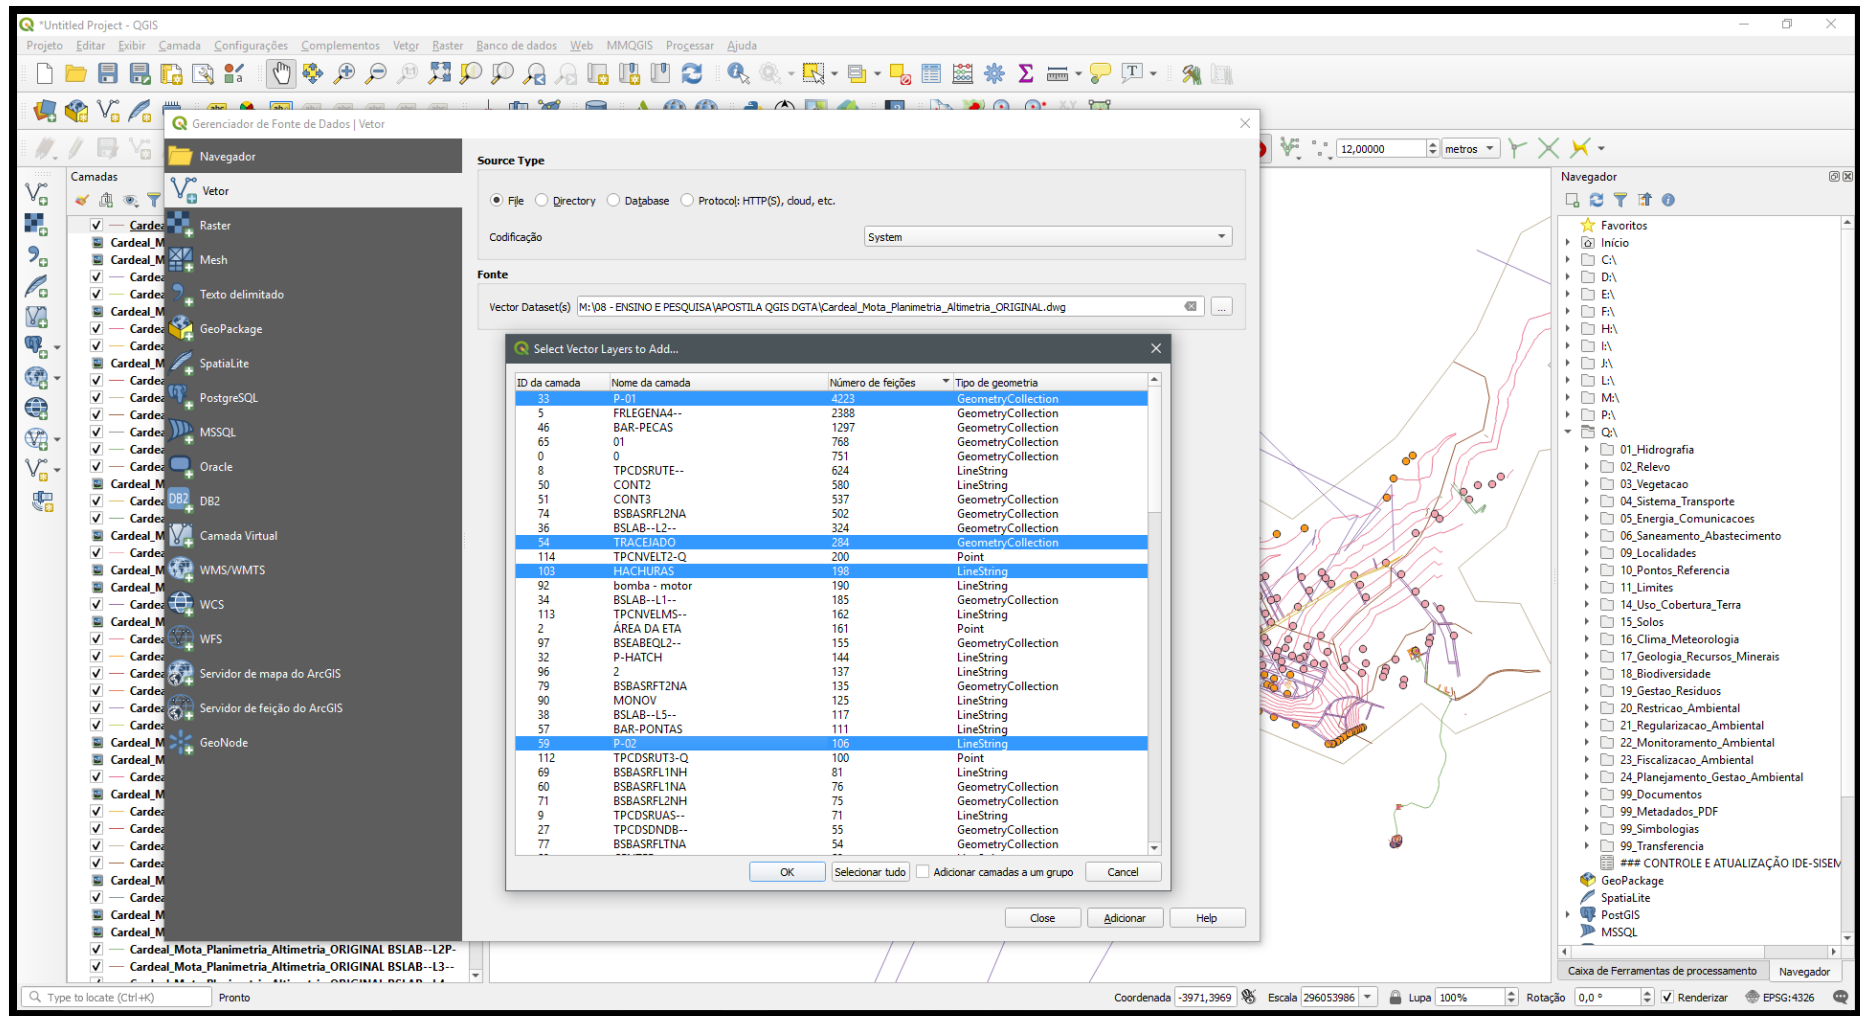 *Untitled Project - QGIS
Projeto Editar Exibir Camada Configurações Complementos Vetor Raster Banco de dados Web MMQGIS Processar Ajuda
Gerenciador de Fonte de Dados | Vetor
12,00000 metros
Camadas
Navegador
Vetor
Raster
Mesh
Texto delimitado
GeoPackage
SpatiaLite
PostgreSQL
MSSQL
Oracle
DB2
Camada Virtual
WMS/WMTS
WCS
WFS
Servidor de mapa do ArcGIS
Servidor de feição do ArcGIS
GeoNode
Source Type
File Directory Database Protocol: HTTP(S), cloud, etc.
Codificação System
Fonte
Vector Dataset(s) M:\08 - ENSINO E PESQUISA\APOSTILA QGIS DGTA\Cardeal_Mota_Planimetria_Altimetria_ORIGINAL.dwg ...
Select Vector Layers to Add...
ID da camada Nome da camada Número de feições Tipo de geometria
33 P-01 4223 GeometryCollection
5 FRLEGENA4-- 2388 GeometryCollection
46 BAR-PECAS 1297 GeometryCollection
65 01 768 GeometryCollection
0 0 751 GeometryCollection
8 TPCDSRUTE-- 624 LineString
50 CONT2 580 LineString
51 CONT3 537 GeometryCollection
74 BSBASRFL2NA 502 GeometryCollection
36 BSLAB--L2-- 324 GeometryCollection
54 TRACEJADO 284 GeometryCollection
114 TPCNVELT2-Q 200 Point
103 HACHURAS 198 LineString
92 bomba - motor 190 LineString
34 BSLAB--L1-- 185 GeometryCollection
113 TPCNVELMS-- 162 LineString
2 ÁREA DA ETA 161 Point
97 BSEABEQL2-- 155 GeometryCollection
32 P-HATCH 144 LineString
96 2 137 LineString
79 BSBASRFT2NA 135 GeometryCollection
90 MONOV 125 LineString
38 BSLAB--L5-- 117 LineString
57 BAR-PONTAS 111 LineString
59 P-02 106 LineString
112 TPCDSRUT3-Q 100 Point
69 BSBASRFL1NH 81 LineString
60 BSBASRFL1NA 76 GeometryCollection
71 BSBASRFL2NH 75 GeometryCollection
9 TPCDSRUAS-- 71 LineString
27 TPCDSDNDB-- 55 GeometryCollection
77 BSBASRFLTNA 54 GeometryCollection
OK Selecionar tudo Adicionar camadas a um grupo Cancel
Close Adicionar Help
Cardeal_Mota_Planimetria_Altimetria_ORIGINAL BSLAB--L2P-
Cardeal_Mota_Planimetria_Altimetria_ORIGINAL BSLAB--L3--
Navegador
Favoritos
Início
C:\
D:\
E:\
F:\
H:\
I:\
J:\
L:\
M:\
P:\
Q:\
01_Hidrografia
02_Relevo
03_Vegetacao
04_Sistema_Transporte
05_Energia_Comunicacoes
06_Saneamento_Abastecimento
09_Localidades
10_Pontos_Referencia
11_Limites
14_Uso_Cobertura_Terra
15_Solos
16_Clima_Meteorologia
17_Geologia_Recursos_Minerais
18_Biodiversidade
19_Gestao_Residuos
20_Restricao_Ambiental
21_Regularizacao_Ambiental
22_Monitoramento_Ambiental
23_Fiscalizacao_Ambiental
24_Planejamento_Gestao_Ambiental
99_Documentos
99_Metadados_PDF
99_Simbologias
99_Transferencia
### CONTROLE E ATUALIZAÇÃO IDE-SISEM
GeoPackage
SpatiaLite
PostGIS
MSSQL
Caixa de Ferramentas de processamento Navegador
Type to locate (Ctrl+K) Pronto Coordenada -3971,3969 Escala 296053986 Lupa 100% Rotação 0,0 ° Renderizar EPSG:4326